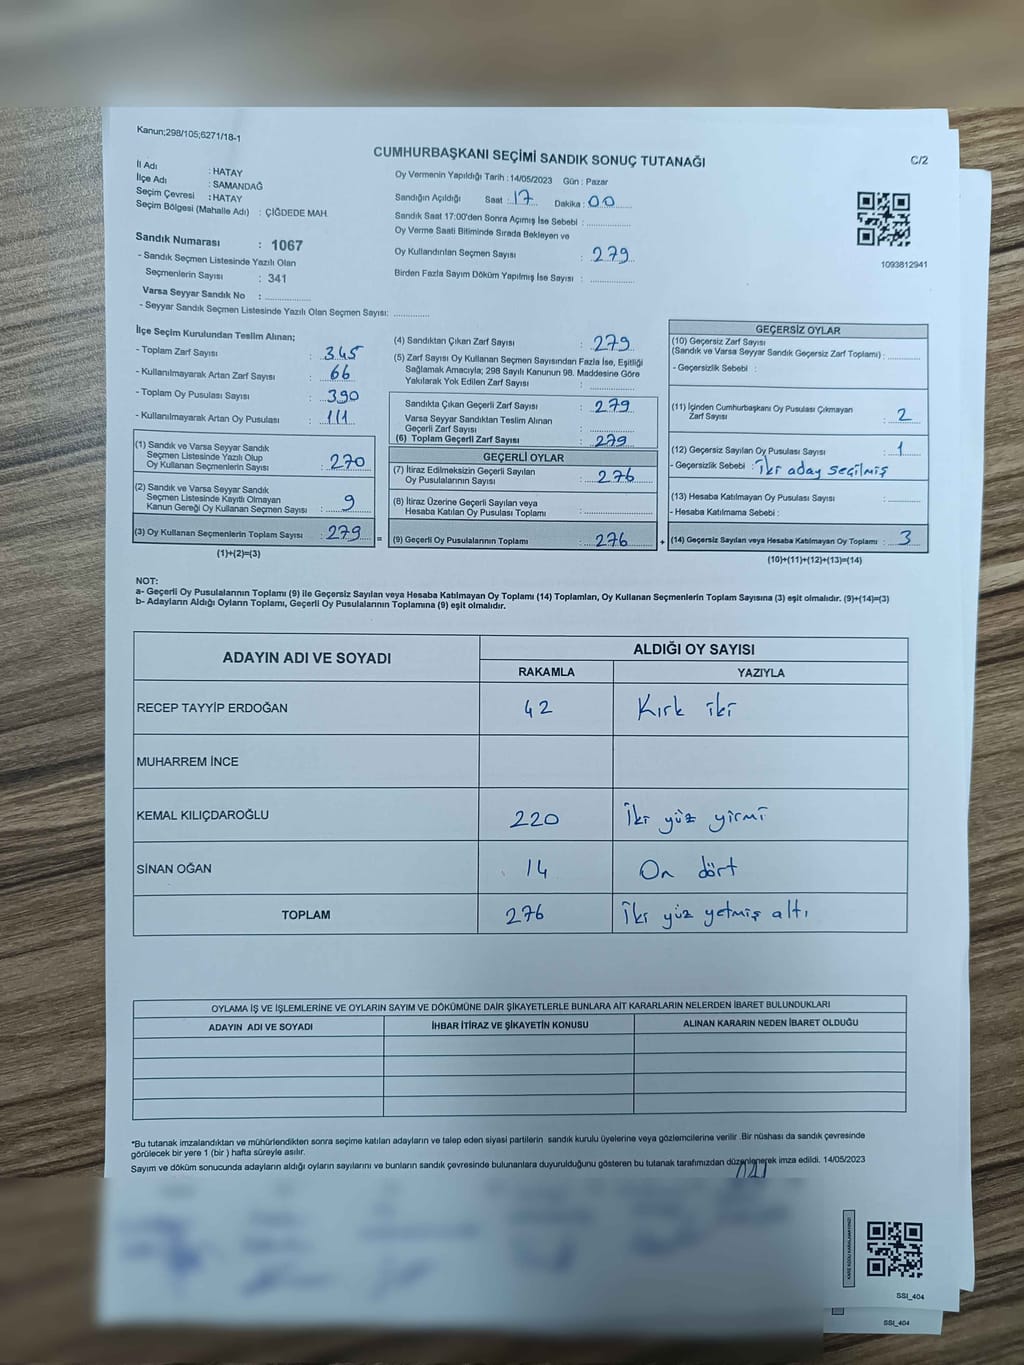 Kanun;298/105;6271/18-1
CUMHURBAŞKANI SEÇİMİ SANDIK SONUÇ TUTANAĞI
C/2
İl Adı : HATAY
İlçe Adı : SAMANDAĞ
Seçim Çevresi : HATAY
Seçim Bölgesi (Mahalle Adı) : ÇİĞDEDE MAH.
Sandık Numarası : 1067
- Sandık Seçmen Listesinde Yazılı Olan
Seçmenlerin Sayısı : 341
Varsa Seyyar Sandık No : ..............
- Seyyar Sandık Seçmen Listesinde Yazılı Olan Seçmen Sayısı: ..............
Oy Vermenin Yapıldığı Tarih : 14/05/2023 Gün : Pazar
Sandığın Açıldığı Saat : 17 Dakika : 00
Sandık Saat 17:00'den Sonra Açımış İse Sebebi : ..............
Oy Verme Saati Bitiminde Sırada Bekleyen ve
Oy Kullandırılan Seçmen Sayısı : 279
Birden Fazla Sayım Döküm Yapılmış İse Sayısı : ..............
1093812941
İlçe Seçim Kurulundan Teslim Alınan;
- Toplam Zarf Sayısı : 345
- Kullanılmayarak Artan Zarf Sayısı : 66
- Toplam Oy Pusulası Sayısı : 390
- Kullanılmayarak Artan Oy Pusulası : 111
(1) Sandık ve Varsa Seyyar Sandık
Seçmen Listesinde Yazılı Olup
Oy Kullanan Seçmenlerin Sayısı : 270
(2) Sandık ve Varsa Seyyar Sandık
Seçmen Listesinde Kayıtlı Olmayan
Kanun Gereği Oy Kullanan Seçmen Sayısı : 9
(3) Oy Kullanan Seçmenlerin Toplam Sayısı : 279 =
(1)+(2)=(3)
(4) Sandıktan Çıkan Zarf Sayısı : 279
(5) Zarf Sayısı Oy Kullanan Seçmen Sayısından Fazla İse, Eşitliği
Sağlamak Amacıyla; 298 Sayılı Kanunun 98. Maddesine Göre
Yakılarak Yok Edilen Zarf Sayısı : ..............
Sandıkta Çıkan Geçerli Zarf Sayısı : 279
Varsa Seyyar Sandıktan Teslim Alınan
Geçerli Zarf Sayısı : ..............
(6) Toplam Geçerli Zarf Sayısı : 279
GEÇERLİ OYLAR
(7) İtiraz Edilmeksizin Geçerli Sayılan
Oy Pusulalarının Sayısı : 276
(8) İtiraz Üzerine Geçerli Sayılan veya
Hesaba Katılan Oy Pusulası Toplamı : ..............
(9) Geçerli Oy Pusulalarının Toplamı : 276 +
GEÇERSİZ OYLAR
(10) Geçersiz Zarf Sayısı
(Sandık ve Varsa Seyyar Sandık Geçersiz Zarf Toplamı) : ..............
- Geçersizlik Sebebi :
(11) İçinden Cumhurbaşkanı Oy Pusulası Çıkmayan
Zarf Sayısı : 2
(12) Geçersiz Sayılan Oy Pusulası Sayısı : 1
- Geçersizlik Sebebi : İki aday seçilmiş
(13) Hesaba Katılmayan Oy Pusulası Sayısı : ..............
- Hesaba Katılmama Sebebi :
(14) Geçersiz Sayılan veya Hesaba Katılmayan Oy Toplamı : 3
(10)+(11)+(12)+(13)=(14)
NOT:
a- Geçerli Oy Pusulalarının Toplamı (9) ile Geçersiz Sayılan veya Hesaba Katılmayan Oy Toplamı (14) Toplamları, Oy Kullanan Seçmenlerin Toplam Sayısına (3) eşit olmalıdır. (9)+(14)=(3)
b- Adayların Aldığı Oyların Toplamı, Geçerli Oy Pusulalarının Toplamına (9) eşit olmalıdır.
ADAYIN ADI VE SOYADI
ALDIĞI OY SAYISI
RAKAMLA YAZIYLA
RECEP TAYYİP ERDOĞAN 42 Kırk iki
MUHARREM İNCE
KEMAL KILIÇDAROĞLU 220 İki yüz yirmi
SİNAN OĞAN 14 On dört
TOPLAM 276 İki yüz yetmiş altı
OYLAMA İŞ VE İŞLEMLERİNE VE OYLARIN SAYIM VE DÖKÜMÜNE DAİR ŞİKAYETLERLE BUNLARA AİT KARARLARIN NELERDEN İBARET BULUNDUKLARI
ADAYIN ADI VE SOYADI İHBAR İTİRAZ VE ŞİKAYETİN KONUSU ALINAN KARARIN NEDEN İBARET OLDUĞU
*Bu tutanak imzalandıktan ve mühürlendikten sonra seçime katılan adayların ve talep eden siyasi partilerin sandık kurulu üyelerine veya gözlemcilerine verilir .Bir nüshası da sandık çevresinde
görülecek bir yere 1 (bir ) hafta süreyle asılır.
Sayım ve döküm sonucunda adayların aldığı oyların sayılarını ve bunların sandık çevresinde bulunanlara duyurulduğunu gösteren bu tutanak tarafımızdan düzenlenerek imza edildi. 14/05/2023
SSI_404
SSI_404